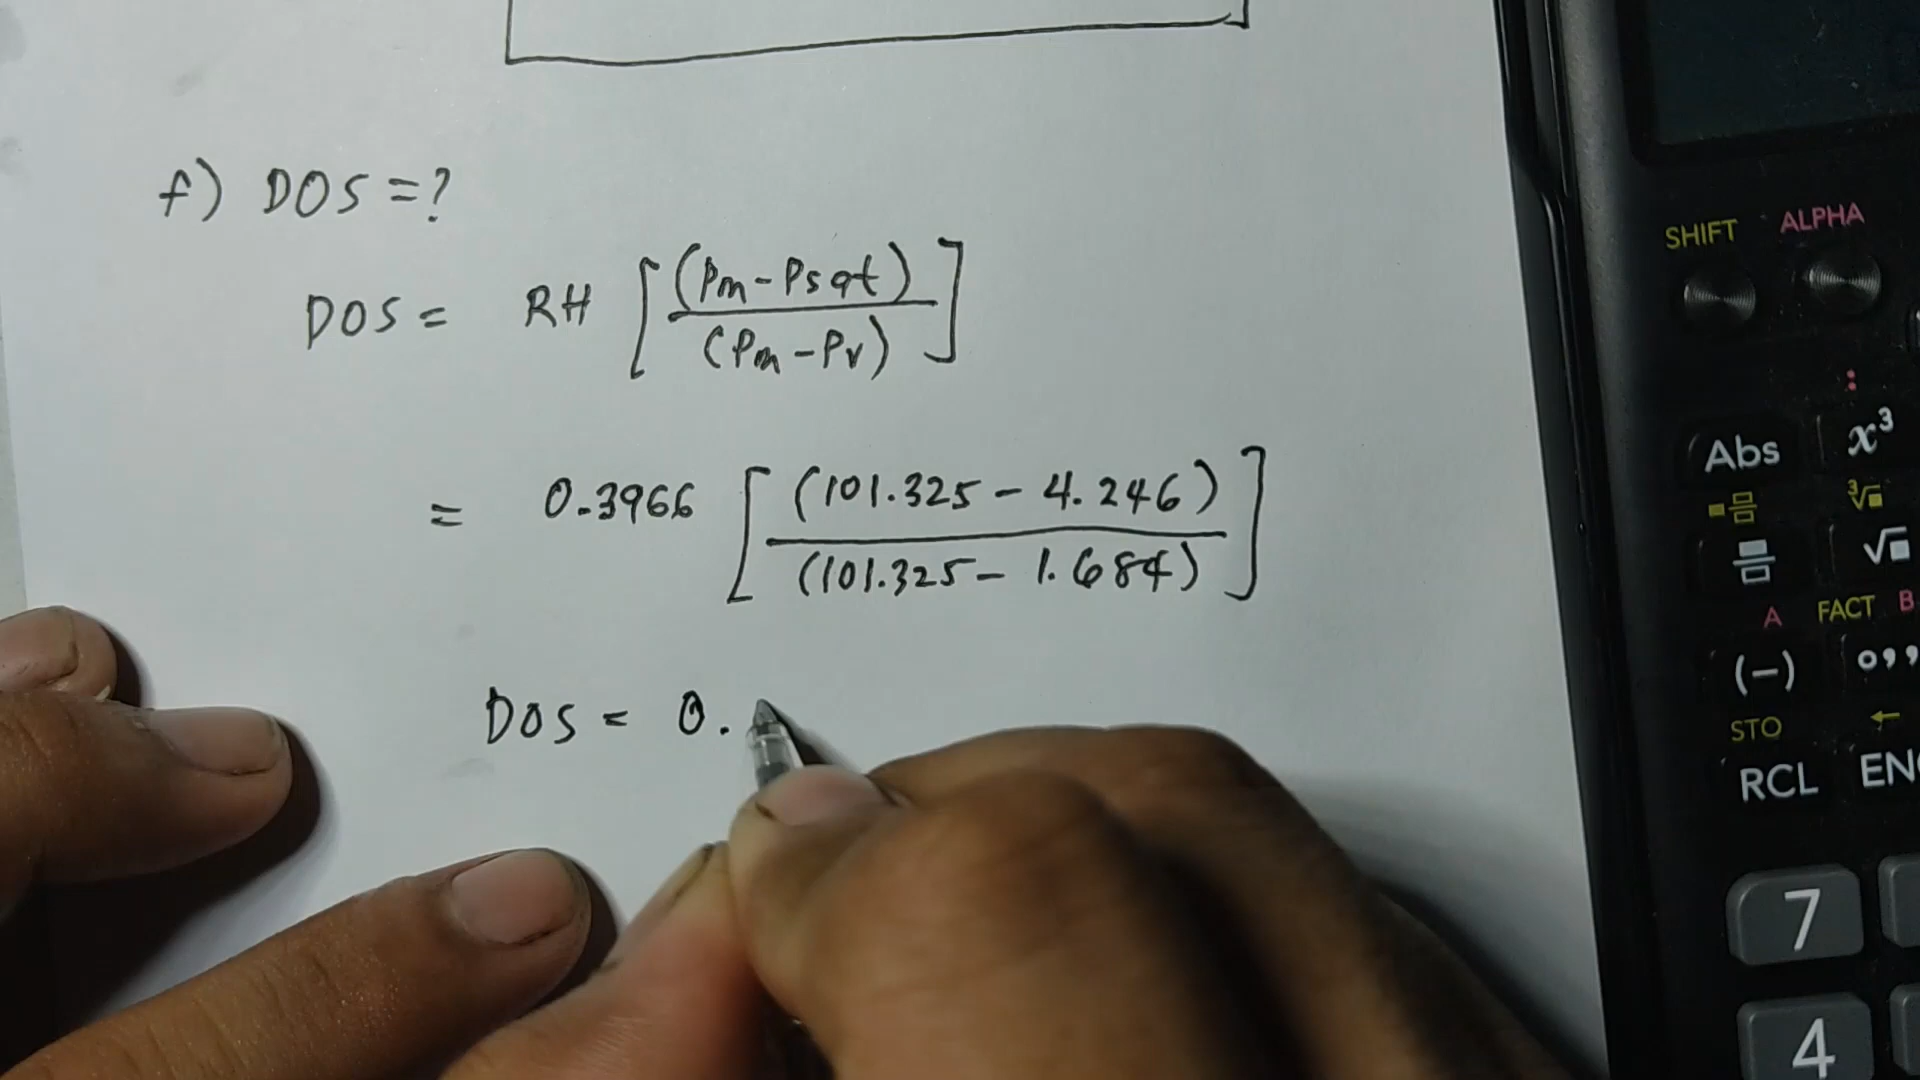 f) DOS = ?
DOS = RH [ (Pm - Psat) / (Pm - Pv) ]
= 0.3966 [ (101.325 - 4.246) / (101.325 - 1.684) ]
DOS = 0.
SHIFT ALPHA
:
Abs x³
■ ³√■
√■
A FACT B
(−) °,,
STO ←
RCL
7
4